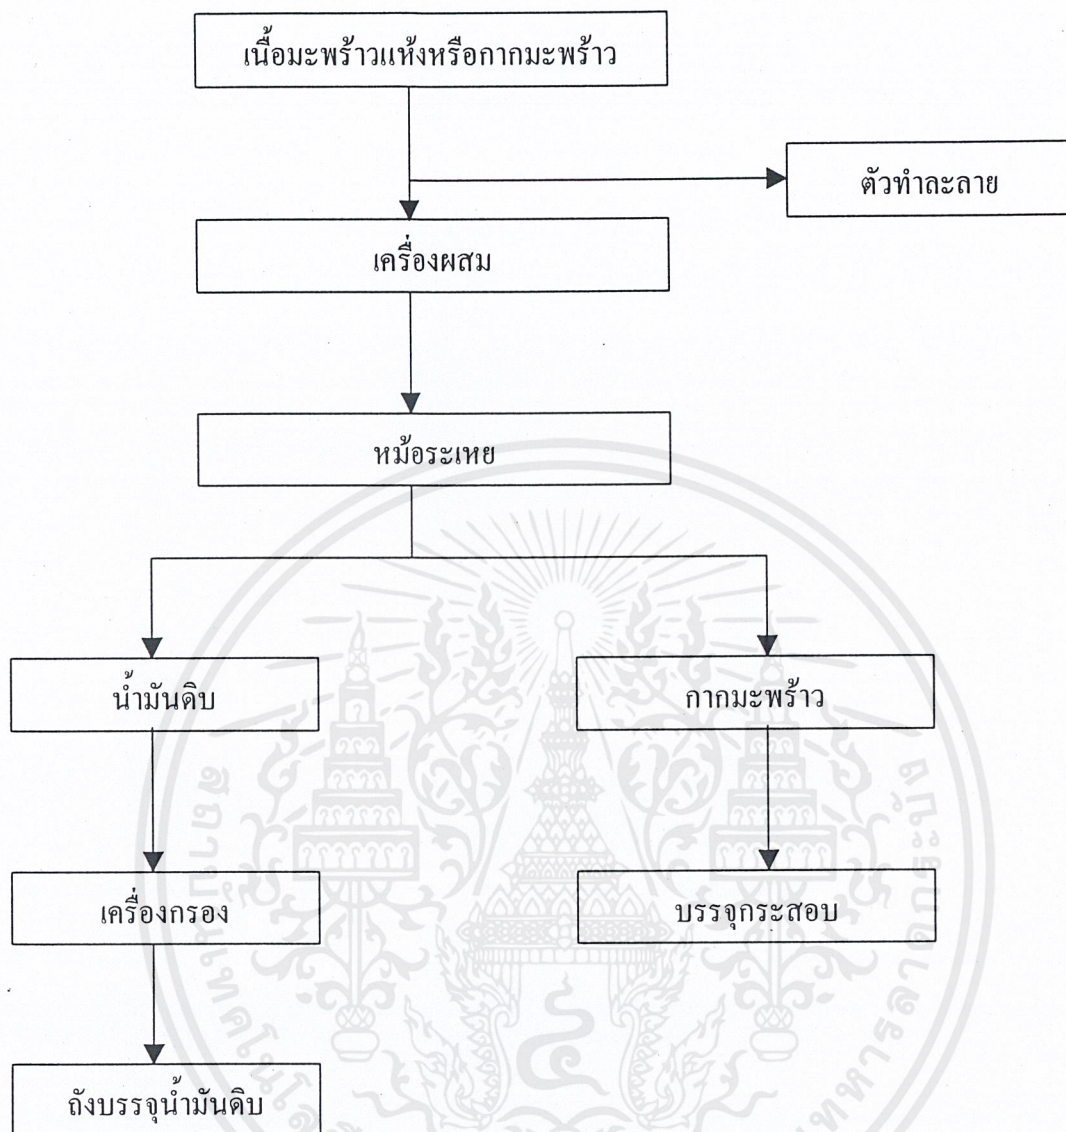 เนื้อมะพร้าวแห้งหรือกากมะพร้าว
ตัวทำละลาย
เครื่องผสม
หม้อระเหย
น้ำมันดิบ
กากมะพร้าว
เครื่องกรอง
บรรจุกระสอบ
ถังบรรจุน้ำมันดิบ